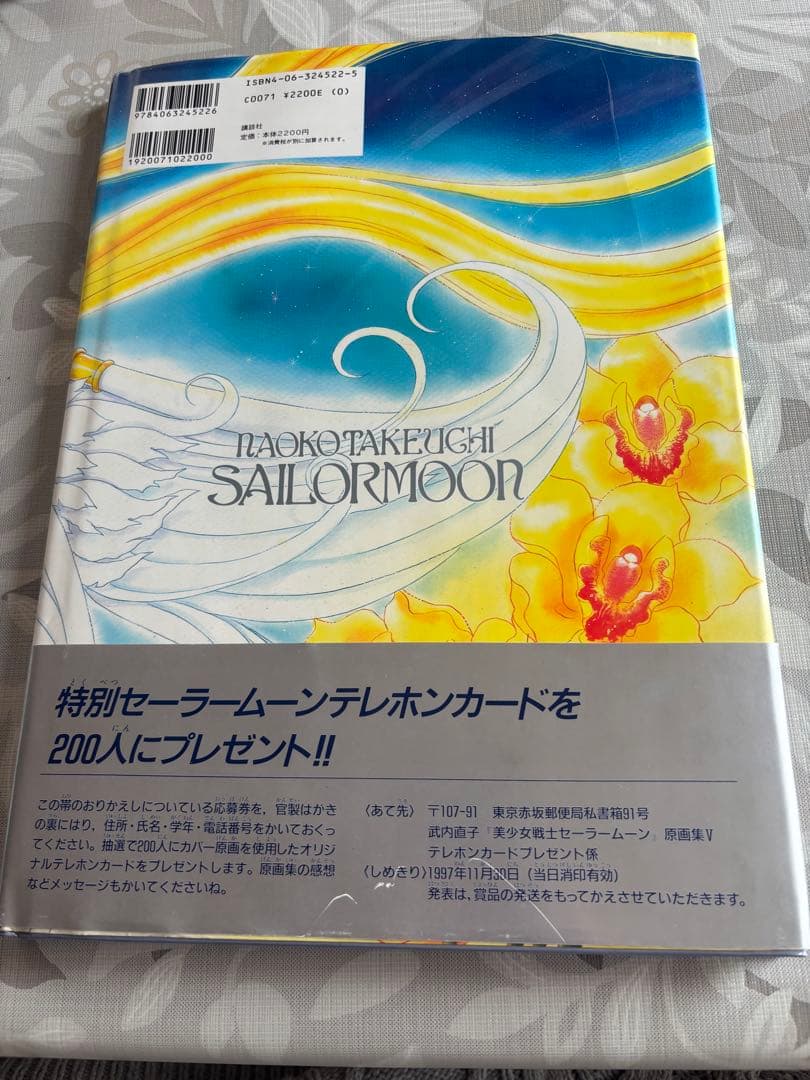 ISBN4-06-324522-5
C0071 ¥2200E (0)
9784063245226
講談社
定価：本体2200円
※消費税が別に加算されます。
1920071022000
NAOKO TAKEUCHI
SAILORMOON
特別セーラームーンテレホンカードを
200人にプレゼント!!
この帯のおりかえしについている応募券を，官製はがき
の裏にはり，住所・氏名・学年・電話番号をかいておくっ
てください。抽選で200人にカバー原画を使用したオリジ
ナルテレホンカードをプレゼントします。原画集の感想
などメッセージもかいてくださいね。
〈あて先〉 〒107-91 東京赤坂郵便局私書箱91号
武内直子『美少女戦士セーラームーン』原画集V
テレホンカードプレゼント係
〈しめきり〉1997年11月30日（当日消印有効）
発表は，賞品の発送をもってかえさせていただきます。